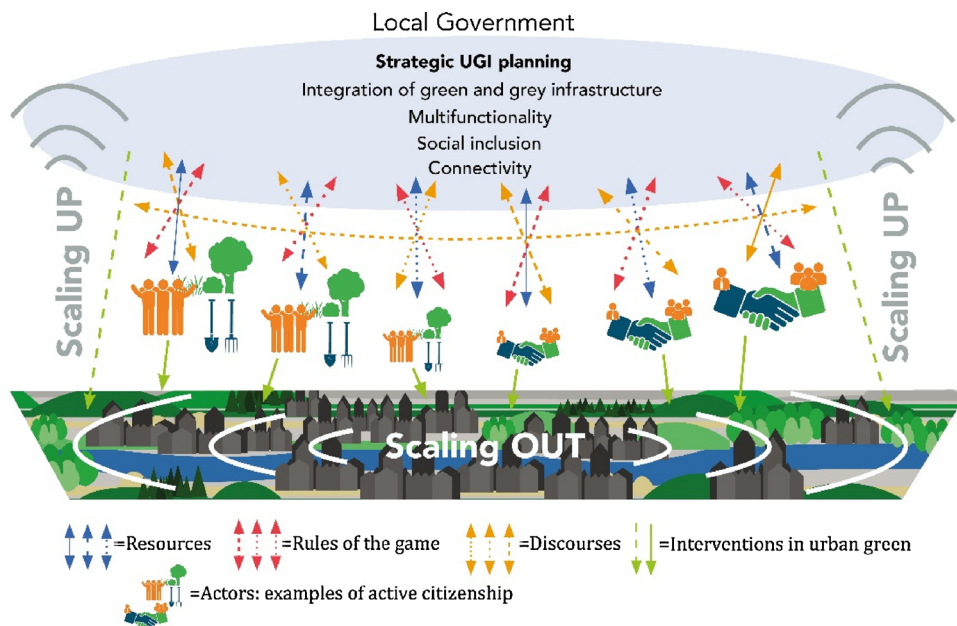 Local Government
Strategic UGI planning
Integration of green and grey infrastructure
Multifunctionality
Social inclusion
Connectivity
Scaling UP
Scaling UP
Scaling OUT
=Resources
=Rules of the game
=Discourses
=Interventions in urban green
=Actors: examples of active citizenship